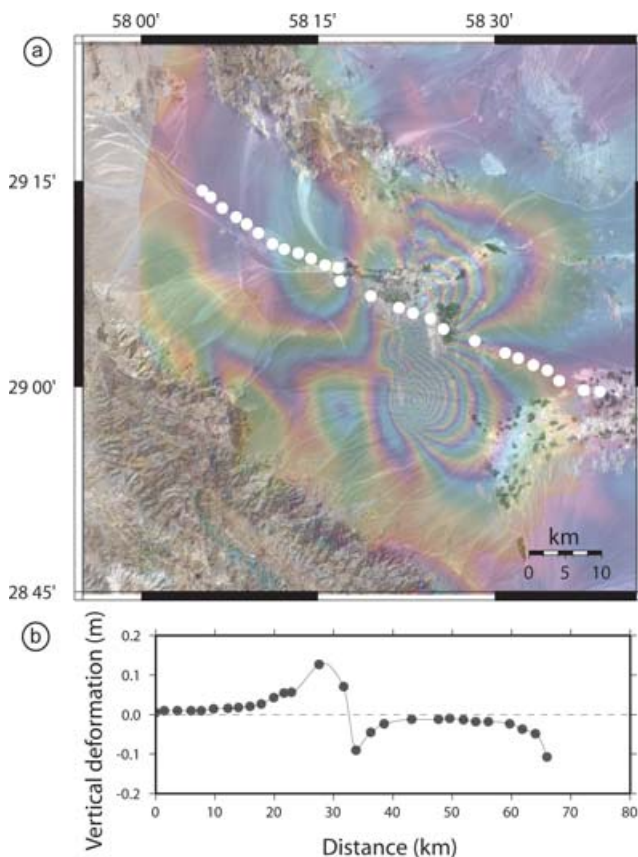 58 00' 58 15' 58 30'
a
29 15'
29 00'
28 45'
km
0 5 10
b
Vertical deformation (m)
0.2
0.1
0.0
-0.1
-0.2
0 10 20 30 40 50 60 70 80
Distance (km)